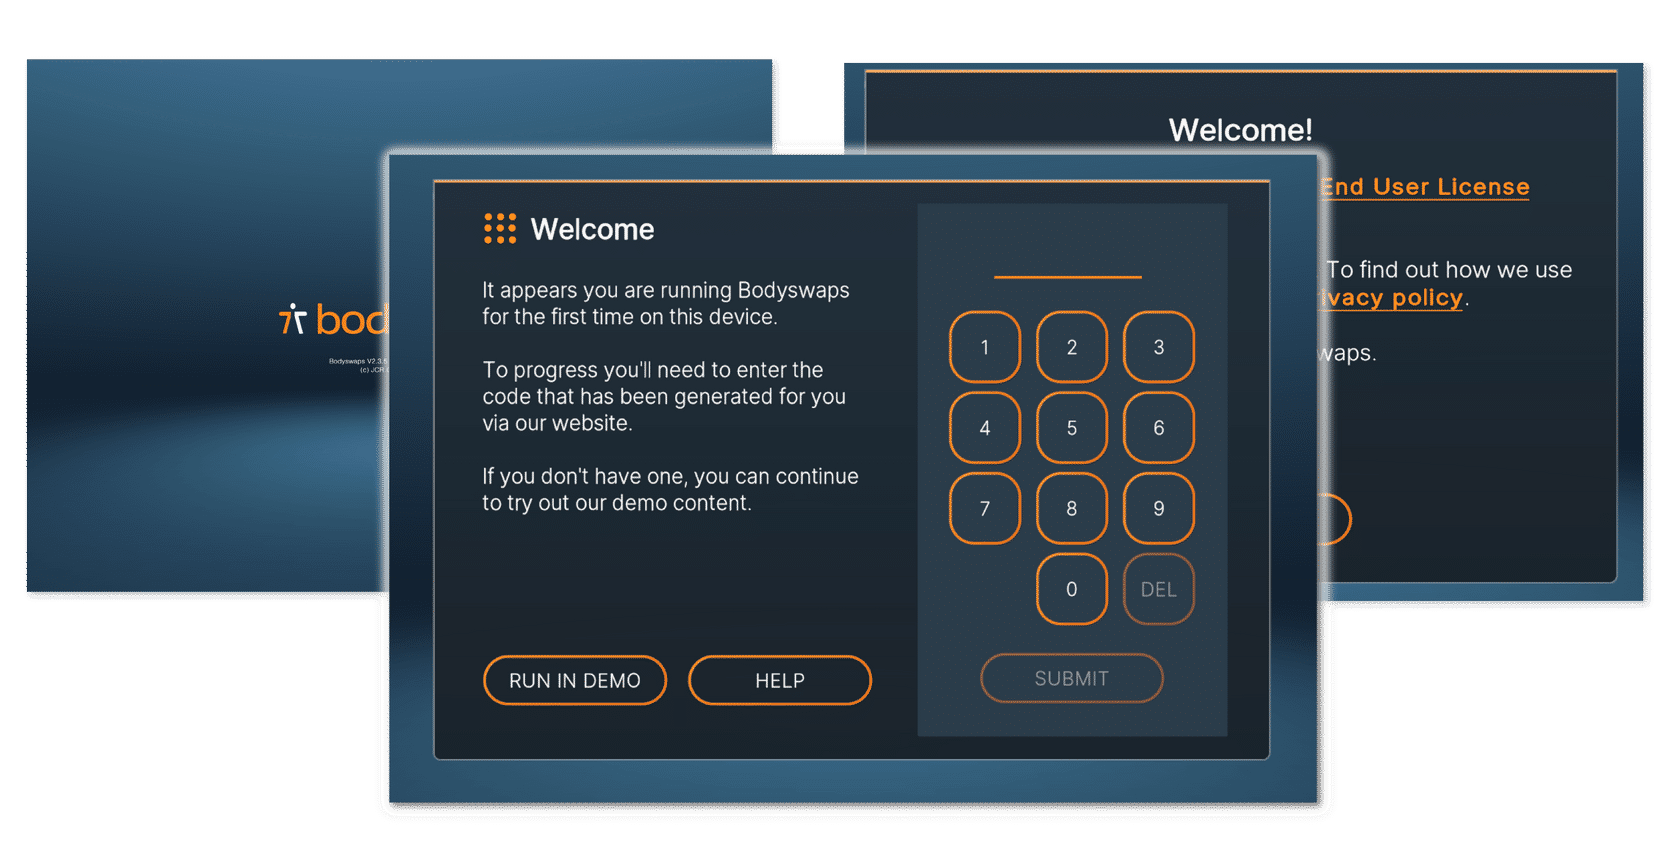 bod
Bodyswaps V2.3.5
(c) JCR
Welcome
It appears you are running Bodyswaps
for the first time on this device.
To progress you'll need to enter the
code that has been generated for you
via our website.
If you don't have one, you can continue
to try out our demo content.
RUN IN DEMO
HELP
1 2 3
4 5 6
7 8 9
0 DEL
SUBMIT
Welcome!
End User License
To find out how we use
ivacy policy.
waps.